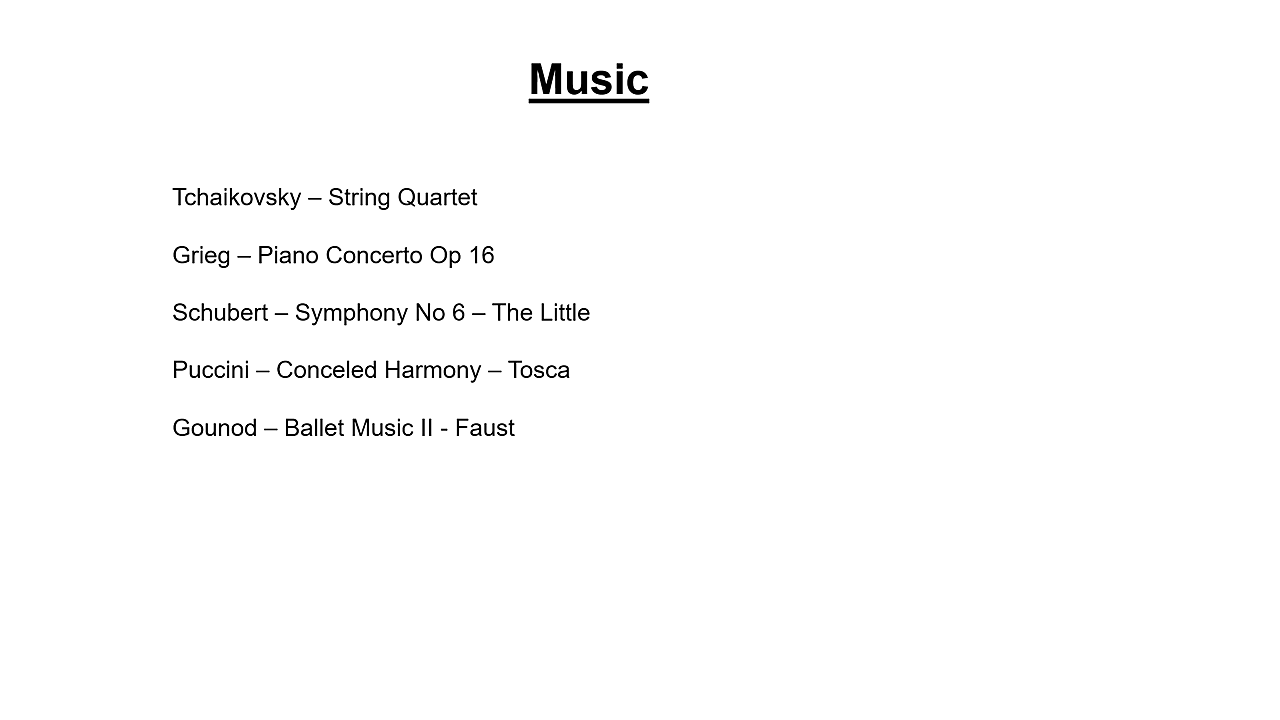 Music
Tchaikovsky – String Quartet
Grieg – Piano Concerto Op 16
Schubert – Symphony No 6 – The Little
Puccini – Conceled Harmony – Tosca
Gounod – Ballet Music II - Faust